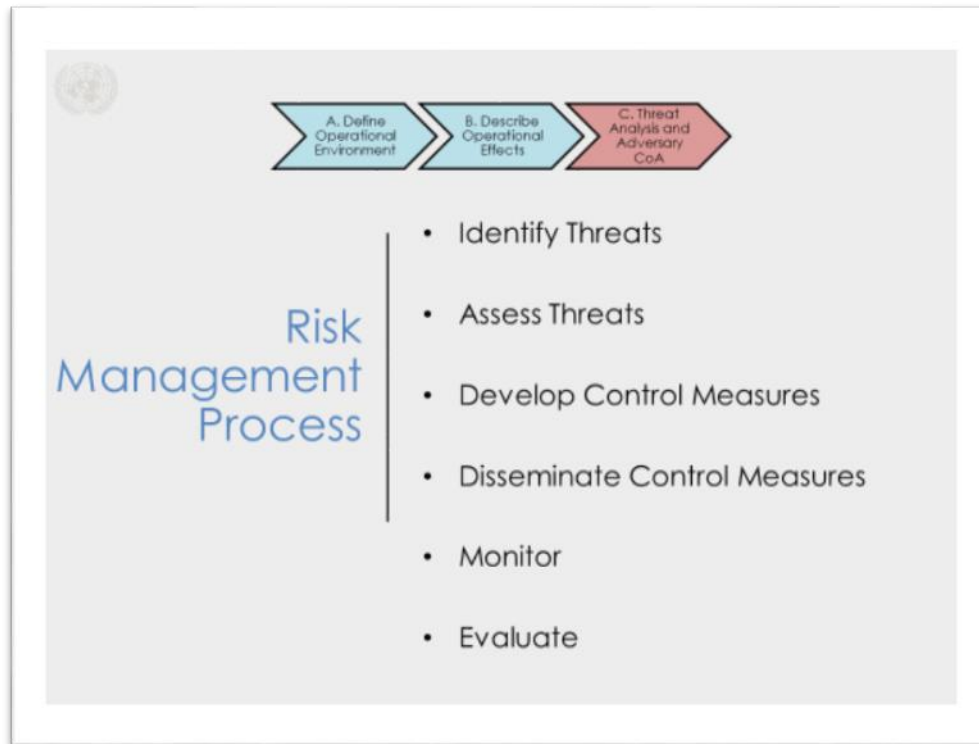 A. Define
Operational
Environment
B. Describe
Operational
Effects
C. Threat
Analysis and
Adversary
CoA
Risk
Management
Process
• Identify Threats
• Assess Threats
• Develop Control Measures
• Disseminate Control Measures
• Monitor
• Evaluate